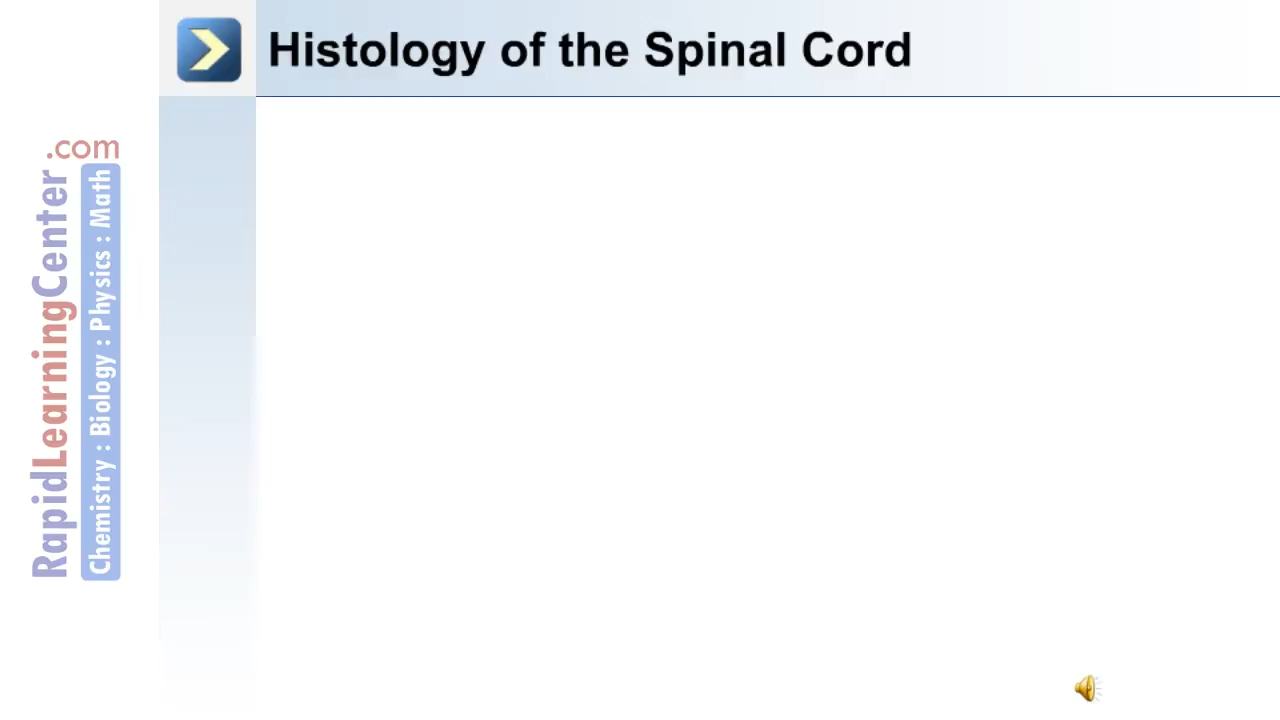 Histology of the Spinal Cord
RapidLearningCenter.com
Chemistry : Biology : Physics : Math